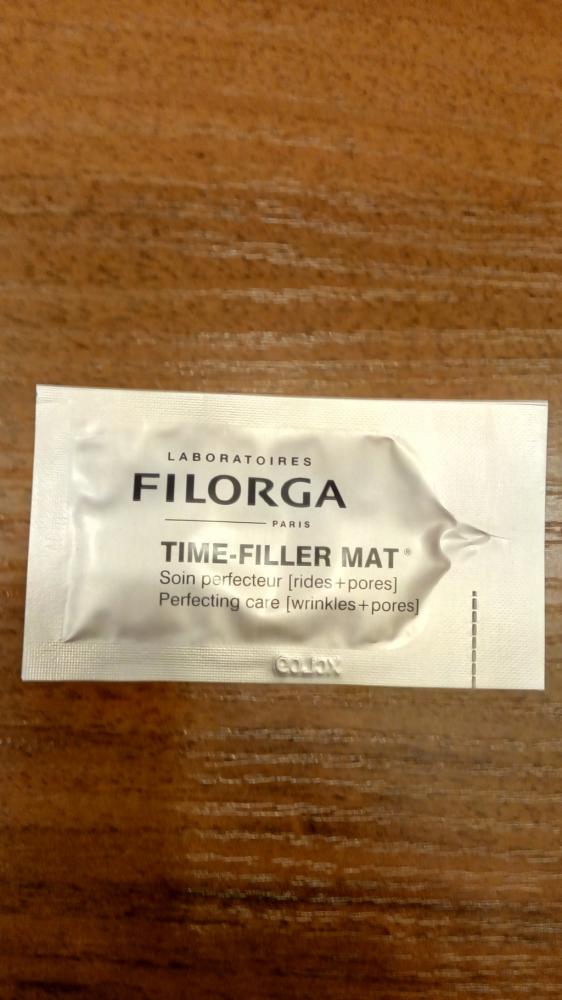 LABORATOIRES
FILORGA
PARIS
TIME-FILLER MAT®
Soin perfecteur [rides+pores]
Perfecting care [wrinkles+pores]